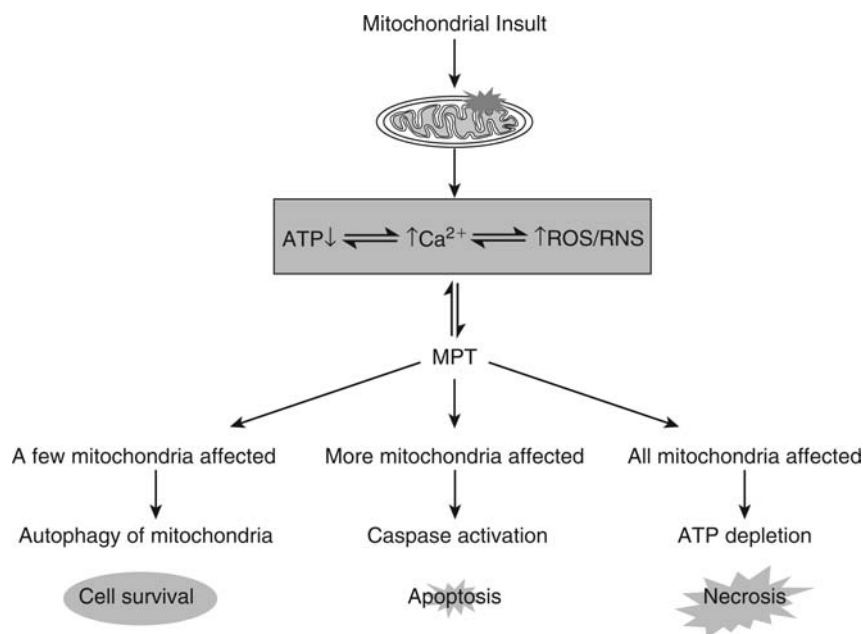 Mitochondrial Insult
ATP↓ ⇌ ↑Ca²⁺ ⇌ ↑ROS/RNS
MPT
A few mitochondria affected More mitochondria affected All mitochondria affected
Autophagy of mitochondria Caspase activation ATP depletion
Cell survival Apoptosis Necrosis